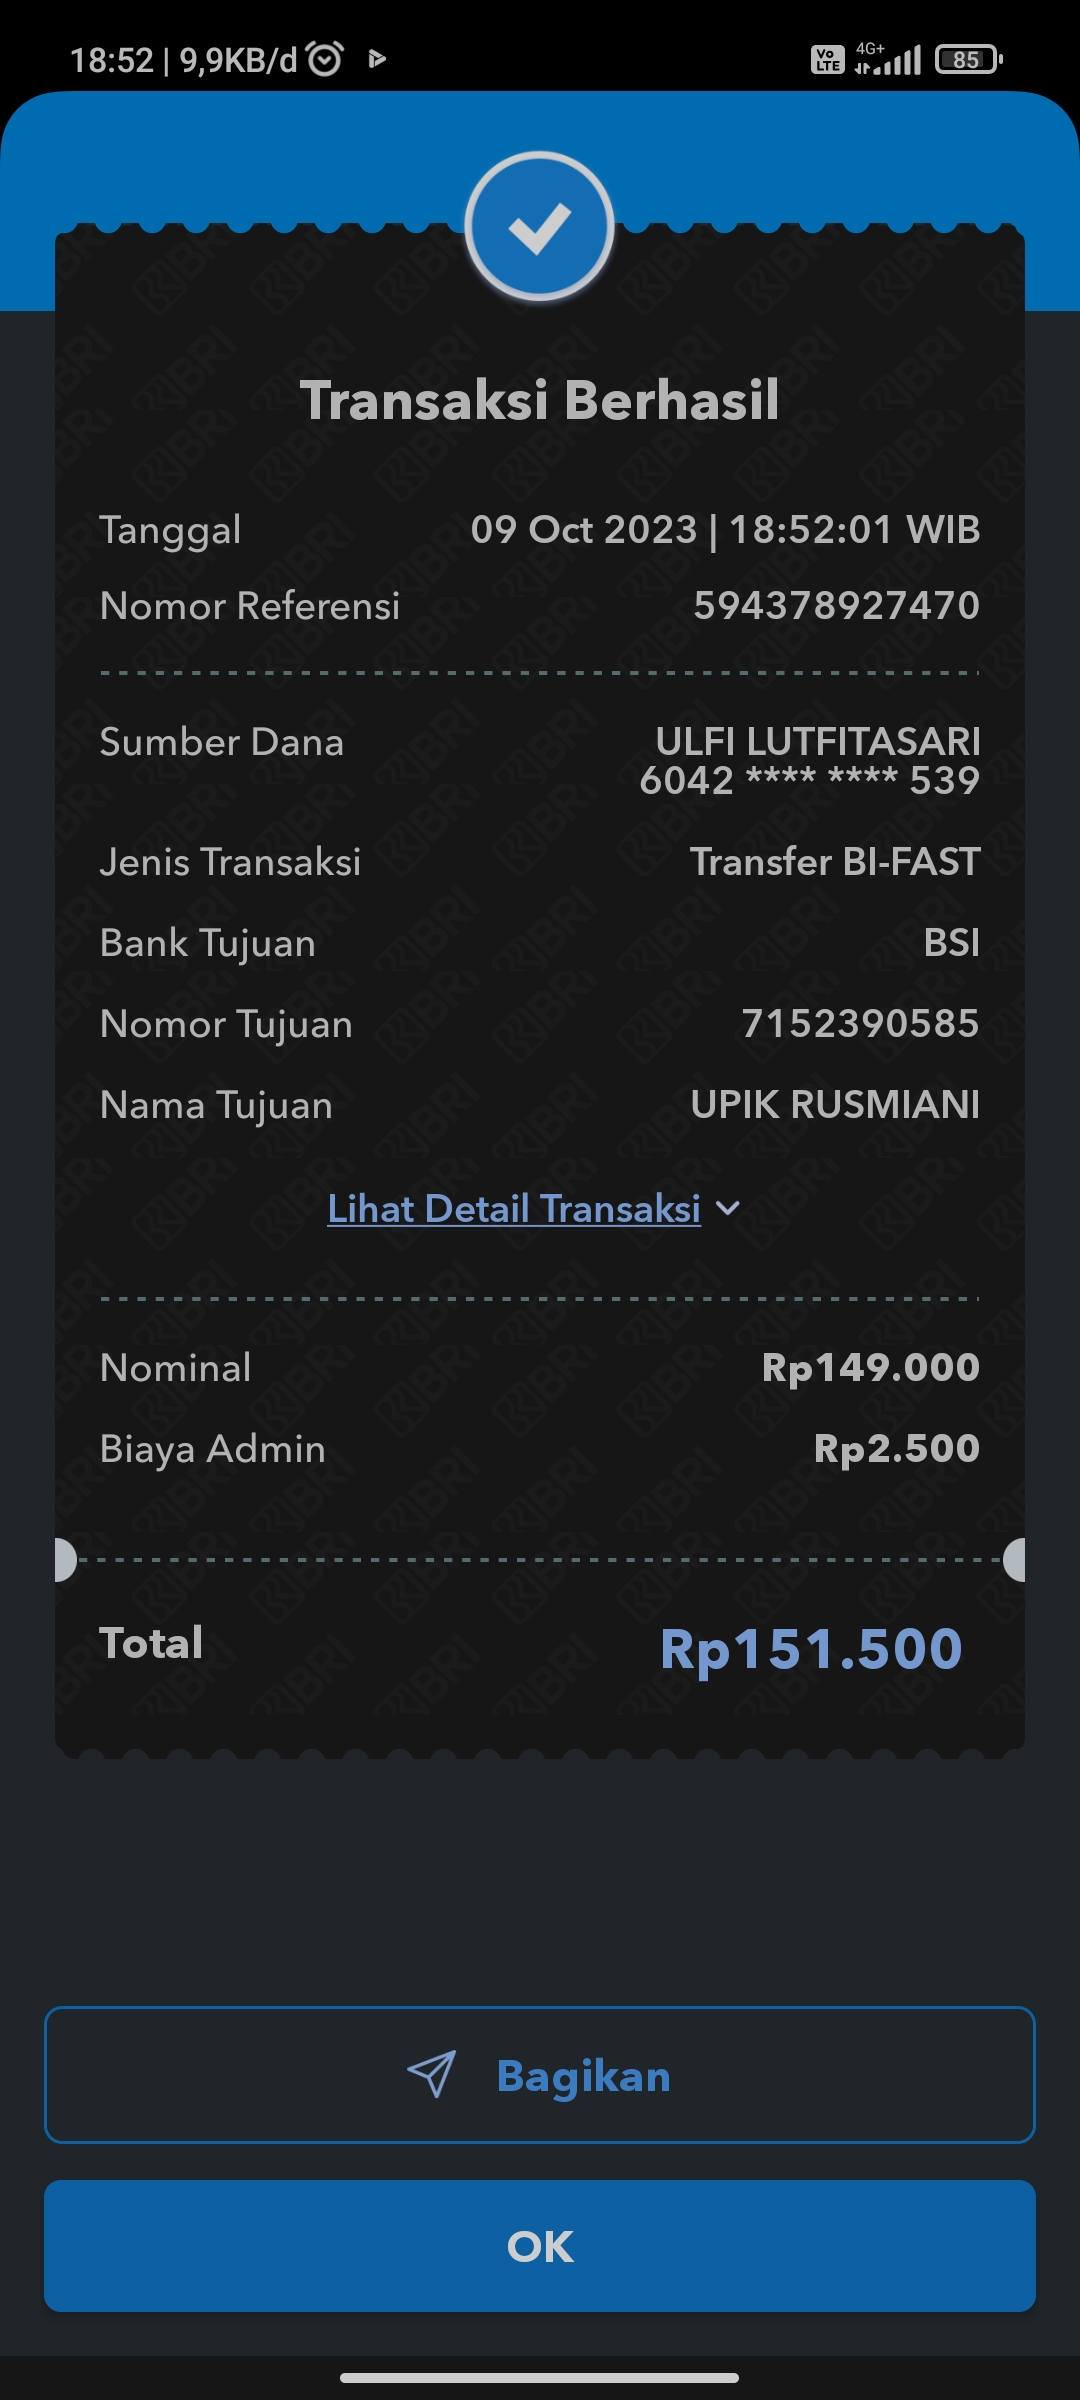 18:52 | 9,9KB/d
Vo LTE 4G+ 85
Transaksi Berhasil
Tanggal 09 Oct 2023 | 18:52:01 WIB
Nomor Referensi 594378927470
Sumber Dana ULFI LUTFITASARI
6042 **** **** 539
Jenis Transaksi Transfer BI-FAST
Bank Tujuan BSI
Nomor Tujuan 7152390585
Nama Tujuan UPIK RUSMIANI
Lihat Detail Transaksi
Nominal Rp149.000
Biaya Admin Rp2.500
Total Rp151.500
Bagikan
OK